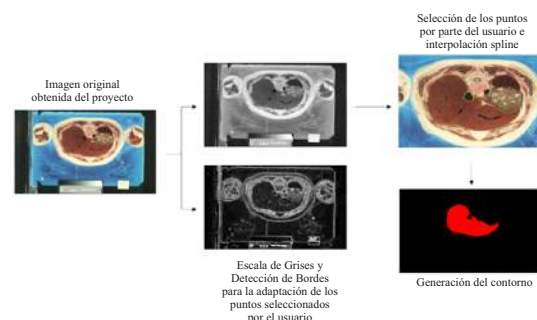 Imagen original
obtenida del proyecto
Escala de Grises y
Detección de Bordes
para la adaptación de los
puntos seleccionados
por el usuario
Selección de los puntos
por parte del usuario e
interpolación spline
Generación del contorno